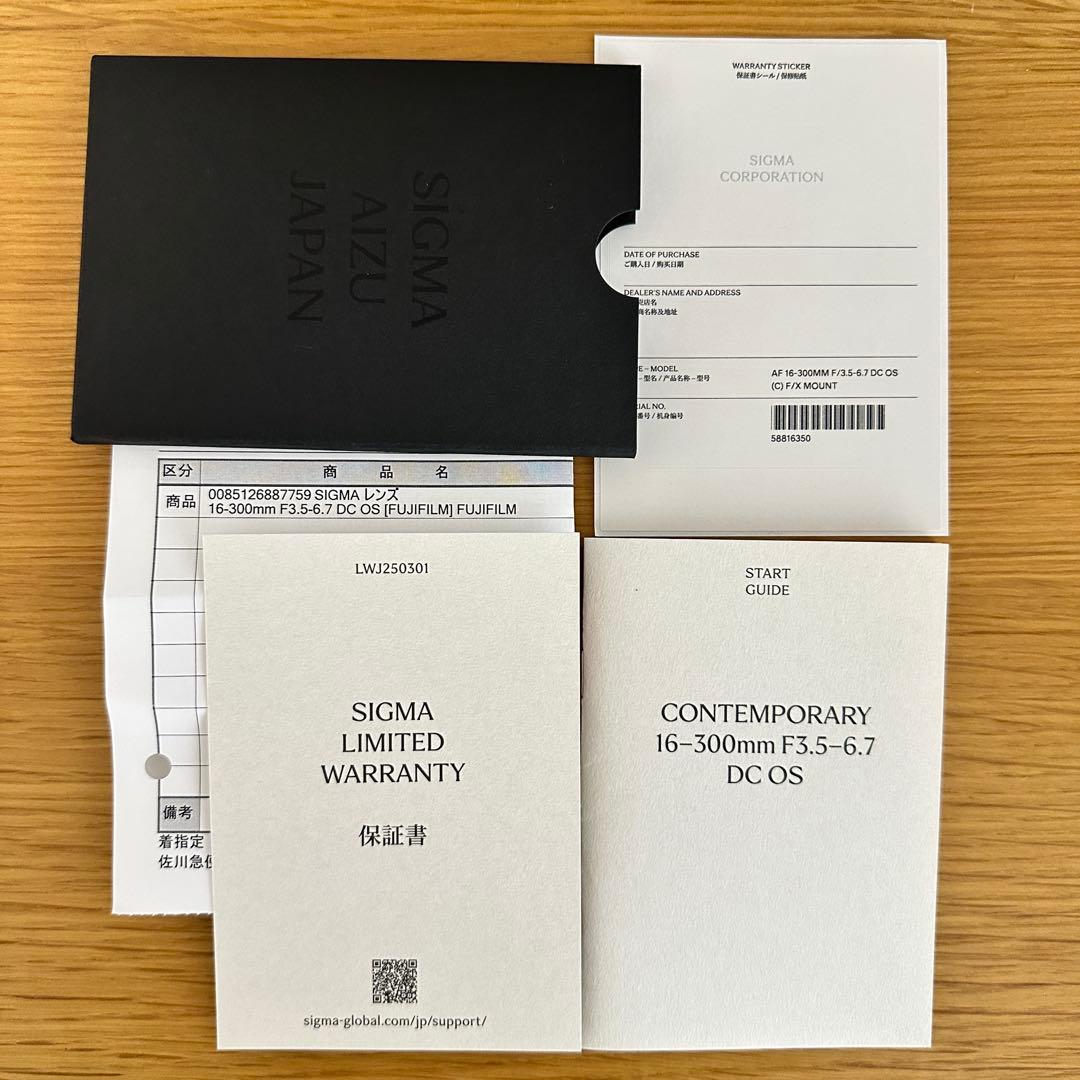 SIGMA
AIZU
JAPAN
WARRANTY STICKER
保証書シール / 保修贴纸
SIGMA
CORPORATION
DATE OF PURCHASE
ご購入日 / 购买日期
DEALER'S NAME AND ADDRESS
店名
商名称及地址
– MODEL
– 型名 / 产品名称 – 型号
AF 16-300MM F/3.5-6.7 DC OS
(C) F/X MOUNT
NO.
番号 / 机身编号
58816350
区分 商品名
商品 0085126887759 SIGMA レンズ
16-300mm F3.5-6.7 DC OS [FUJIFILM] FUJIFILM
備考
着指定
佐川急便
LWJ250301
SIGMA
LIMITED
WARRANTY
保証書
sigma-global.com/jp/support/
START
GUIDE
CONTEMPORARY
16–300mm F3.5–6.7
DC OS